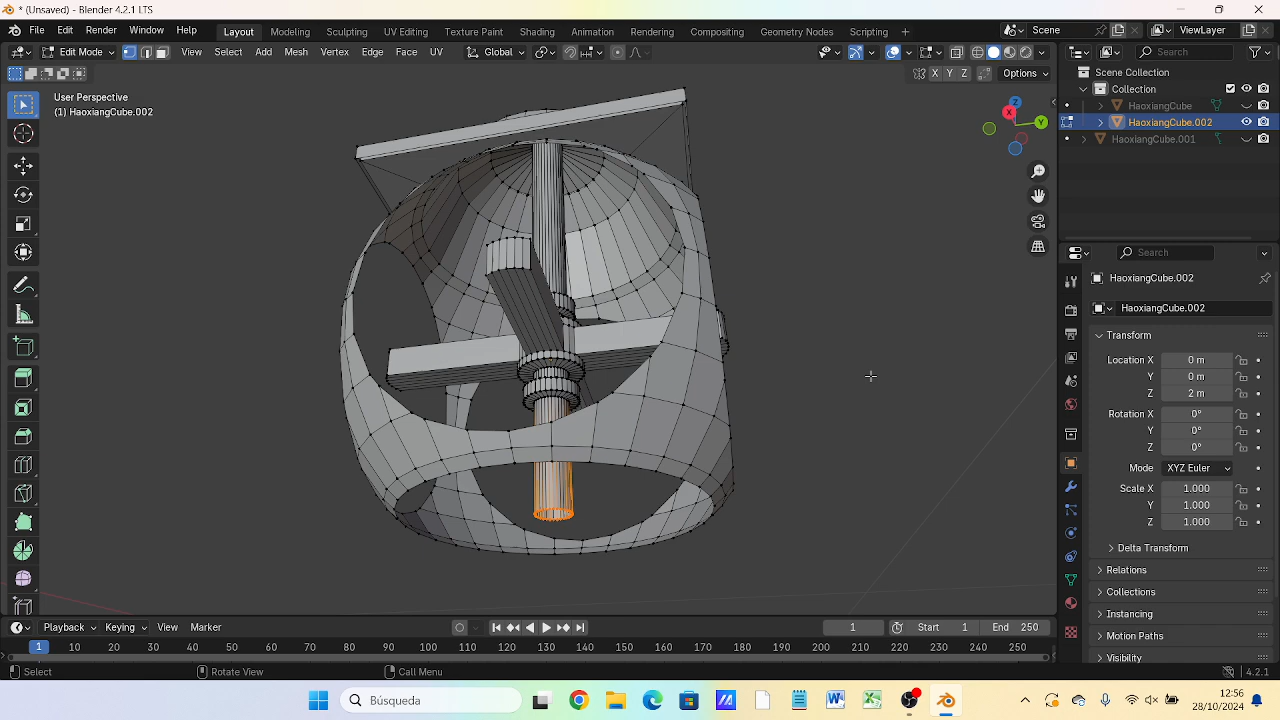 * (Unsaved) - Blender 4.2.1 LTS
File Edit Render Window Help Layout Modeling Sculpting UV Editing Texture Paint Shading Animation Rendering Compositing Geometry Nodes Scripting + Scene ViewLayer
Edit Mode View Select Add Mesh Vertex Edge Face UV Global
X Y Z Options
User Perspective
(1) HaoxiangCube.002
Z
X
Y
Search
Scene Collection
Collection
HaoxiangCube
HaoxiangCube.002
HaoxiangCube.001
Search
HaoxiangCube.002
HaoxiangCube.002
Transform
Location X 0 m
Y 0 m
Z 2 m
Rotation X 0°
Y 0°
Z 0°
Mode XYZ Euler
Scale X 1.000
Y 1.000
Z 1.000
Delta Transform
Relations
Collections
Instancing
Motion Paths
Visibility
Playback Keying View Marker 1 Start 1 End 250
1 10 20 30 40 50 60 70 80 90 100 110 120 130 140 150 160 170 180 190 200 210 220 230 240 250
Select Rotate View Call Menu 4.2.1
Búsqueda
12:56
28/10/2024